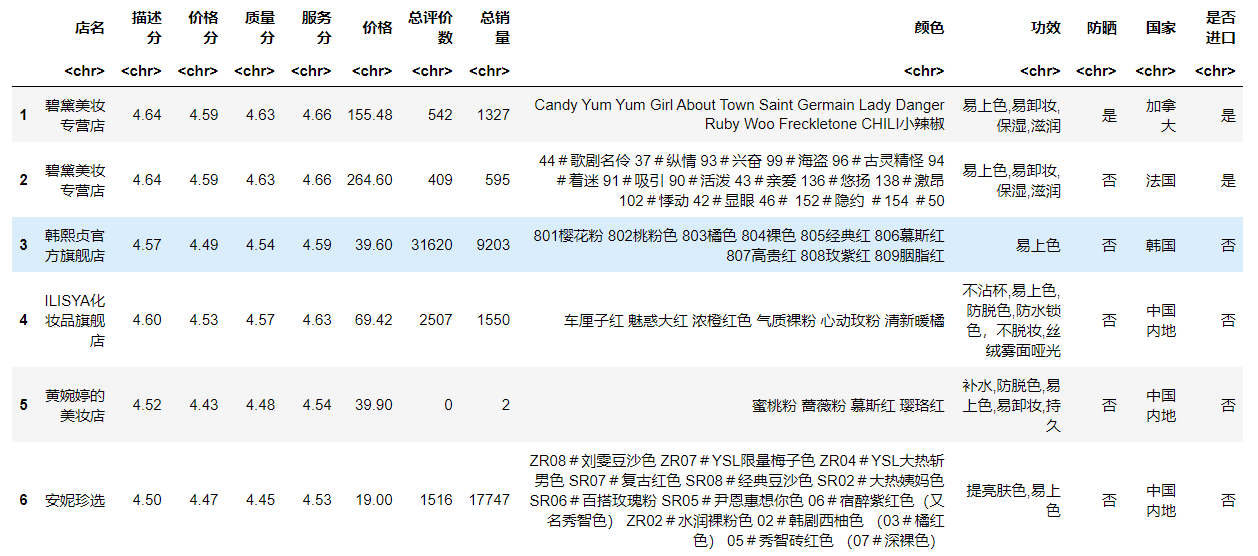 店名 描述分 价格分 质量分 服务分 价格 总评价数 总销量 颜色 功效 防晒 国家 是否进口
<chr> <chr> <chr> <chr> <chr> <chr> <chr> <chr> <chr> <chr> <chr> <chr> <chr>
1 碧黛美妆专营店 4.64 4.59 4.63 4.66 155.48 542 1327 Candy Yum Yum Girl About Town Saint Germain Lady Danger Ruby Woo Freckletone CHILI小辣椒 易上色,易卸妆,保湿,滋润 是 加拿大 是
2 碧黛美妆专营店 4.64 4.59 4.63 4.66 264.60 409 595 44＃歌剧名伶 37＃纵情 93＃兴奋 99＃海盗 96＃古灵精怪 94＃着迷 91＃吸引 90＃活泼 43＃亲爱 136＃悠扬 138＃激昂 102＃悸动 42＃显眼 46＃ 152＃隐约 ＃154 ＃50 易上色,易卸妆,保湿,滋润 否 法国 是
3 韩熙贞官方旗舰店 4.57 4.49 4.54 4.59 39.60 31620 9203 801樱花粉 802桃粉色 803橘色 804裸色 805经典红 806慕斯红 807高贵红 808玫紫红 809胭脂红 易上色 否 韩国 否
4 ILISYA化妆品旗舰店 4.60 4.53 4.57 4.63 69.42 2507 1550 车厘子红 魅惑大红 浓橙红色 气质裸粉 心动玫粉 清新暖橘 不沾杯,易上色,防脱色,防水锁色，不脱妆,丝绒雾面哑光 否 中国内地 否
5 黄婉婷的美妆店 4.52 4.43 4.48 4.54 39.90 0 2 蜜桃粉 蔷薇粉 慕斯红 璎珞红 补水,防脱色,易上色,易卸妆,持久 否 中国内地 否
6 安妮珍选 4.50 4.47 4.45 4.53 19.00 1516 17747 ZR08＃刘雯豆沙色 ZR07＃YSL限量梅子色 ZR04＃YSL大热斩男色 SR07＃复古红色 SR08＃经典豆沙色 SR02＃大热姨妈色 SR06＃百搭玫瑰粉 SR05＃尹恩惠想你色 06＃宿醉紫红色（又名秀智色） ZR02＃水润裸粉色 02＃韩剧西柚色 （03＃橘红色） 05＃秀智砖红色 （07＃深裸色） 提亮肤色,易上色 否 中国内地 否